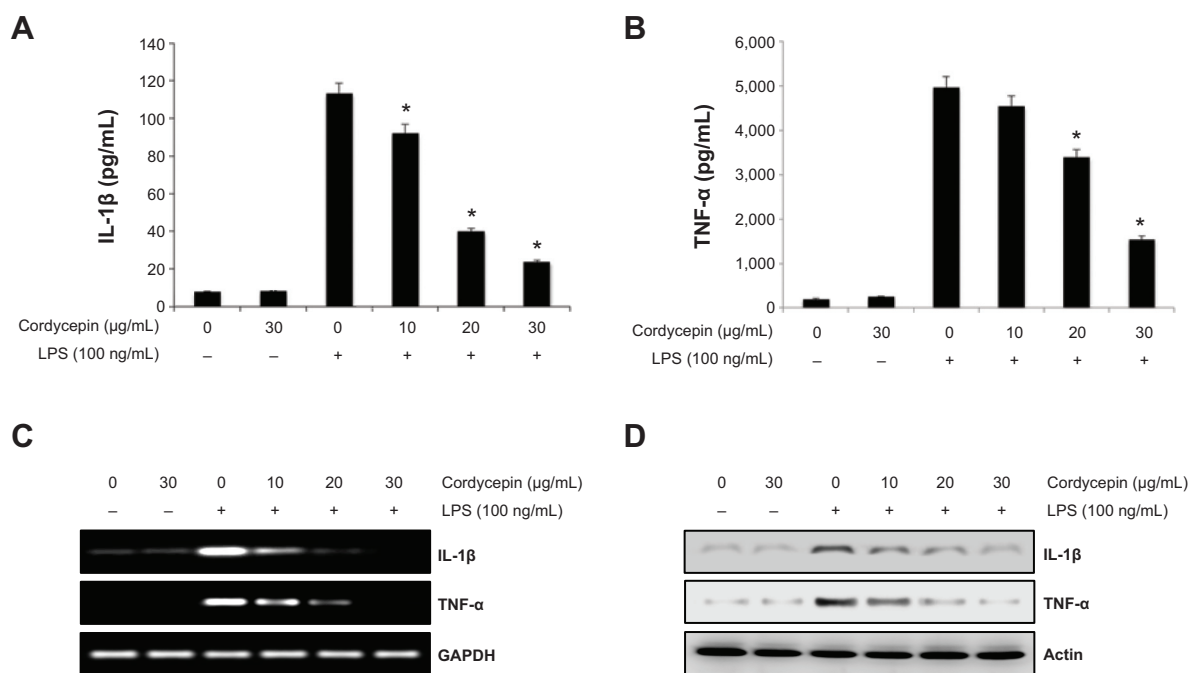 A
IL-1β (pg/mL)
140
120
100
80
60
40
20
0
*
*
*
Cordycepin (µg/mL) 0 30 0 10 20 30
LPS (100 ng/mL) – – + + + +
B
TNF-α (pg/mL)
6,000
5,000
4,000
3,000
2,000
1,000
0
*
*
Cordycepin (µg/mL) 0 30 0 10 20 30
LPS (100 ng/mL) – – + + + +
C
0 30 0 10 20 30 Cordycepin (µg/mL)
– – + + + + LPS (100 ng/mL)
IL-1β
TNF-α
GAPDH
D
0 30 0 10 20 30 Cordycepin (µg/mL)
– – + + + + LPS (100 ng/mL)
IL-1β
TNF-α
Actin